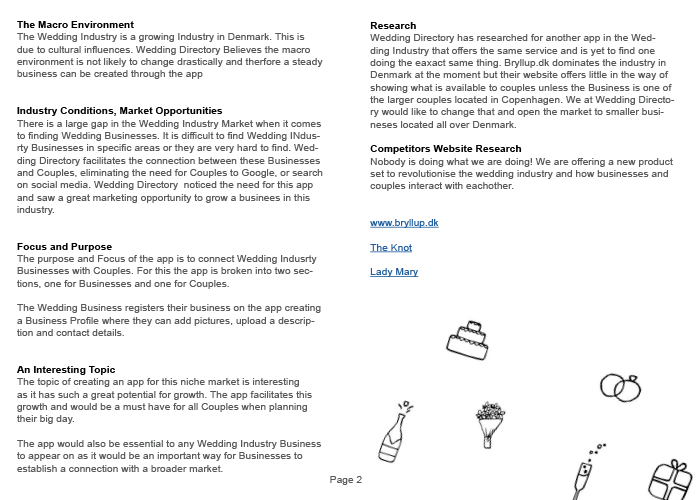 The Macro Environment
The Wedding Industry is a growing Industry in Denmark. This is
due to cultural influences. Wedding Directory Believes the macro
environment is not likely to change drastically and therfore a steady
business can be created through the app
Industry Conditions, Market Opportunities
There is a large gap in the Wedding Industry Market when it comes
to finding Wedding Businesses. It is difficult to find Wedding INdus-
rty Businesses in specific areas or they are very hard to find. Wed-
ding Directory facilitates the connection between these Businesses
and Couples, eliminating the need for Couples to Google, or search
on social media. Wedding Directory  noticed the need for this app
and saw a great marketing opportunity to grow a businees in this
industry.
Focus and Purpose
The purpose and Focus of the app is to connect Wedding Indusrty
Businesses with Couples. For this the app is broken into two sec-
tions, one for Businesses and one for Couples.
The Wedding Business registers their business on the app creating
a Business Profile where they can add pictures, upload a descrip-
tion and contact details.
An Interesting Topic
The topic of creating an app for this niche market is interesting
as it has such a great potential for growth. The app facilitates this
growth and would be a must have for all Couples when planning
their big day.
The app would also be essential to any Wedding Industry Business
to appear on as it would be an important way for Businesses to
establish a connection with a broader market.
Research
Wedding Directory has researched for another app in the Wed-
ding Industry that offers the same service and is yet to find one
doing the eaxact same thing. Bryllup.dk dominates the industry in
Denmark at the moment but their website offers little in the way of
showing what is available to couples unless the Business is one of
the larger couples located in Copenhagen. We at Wedding Directo-
ry would like to change that and open the market to smaller busi-
neses located all over Denmark.
Competitors Website Research
Nobody is doing what we are doing! We are offering a new product
set to revolutionise the wedding industry and how businesses and
couples interact with eachother.
www.bryllup.dk
The Knot
Lady Mary
Page 2